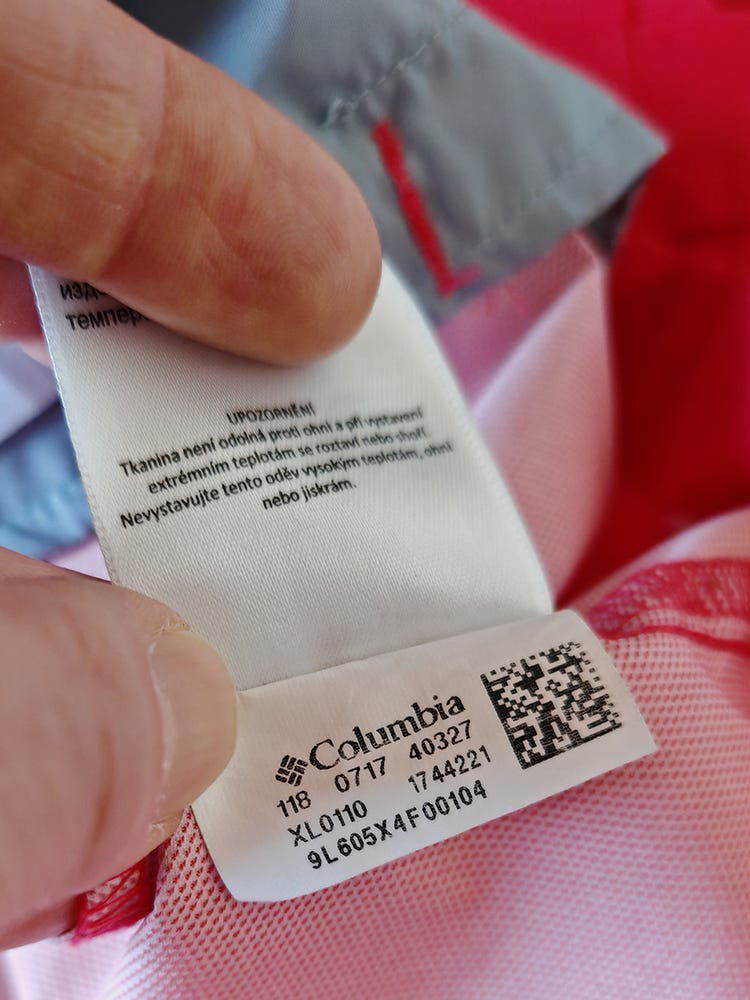 UPOZORNĚNÍ
Tkanina není odolná proti ohni a při vystavení
extrémním teplotám se roztaví nebo shoří.
Nevystavujte tento oděv vysokým teplotám, ohni
nebo jiskrám.
Columbia
118 0717 40327
XL0110 1744221
9L605X4F00104
L